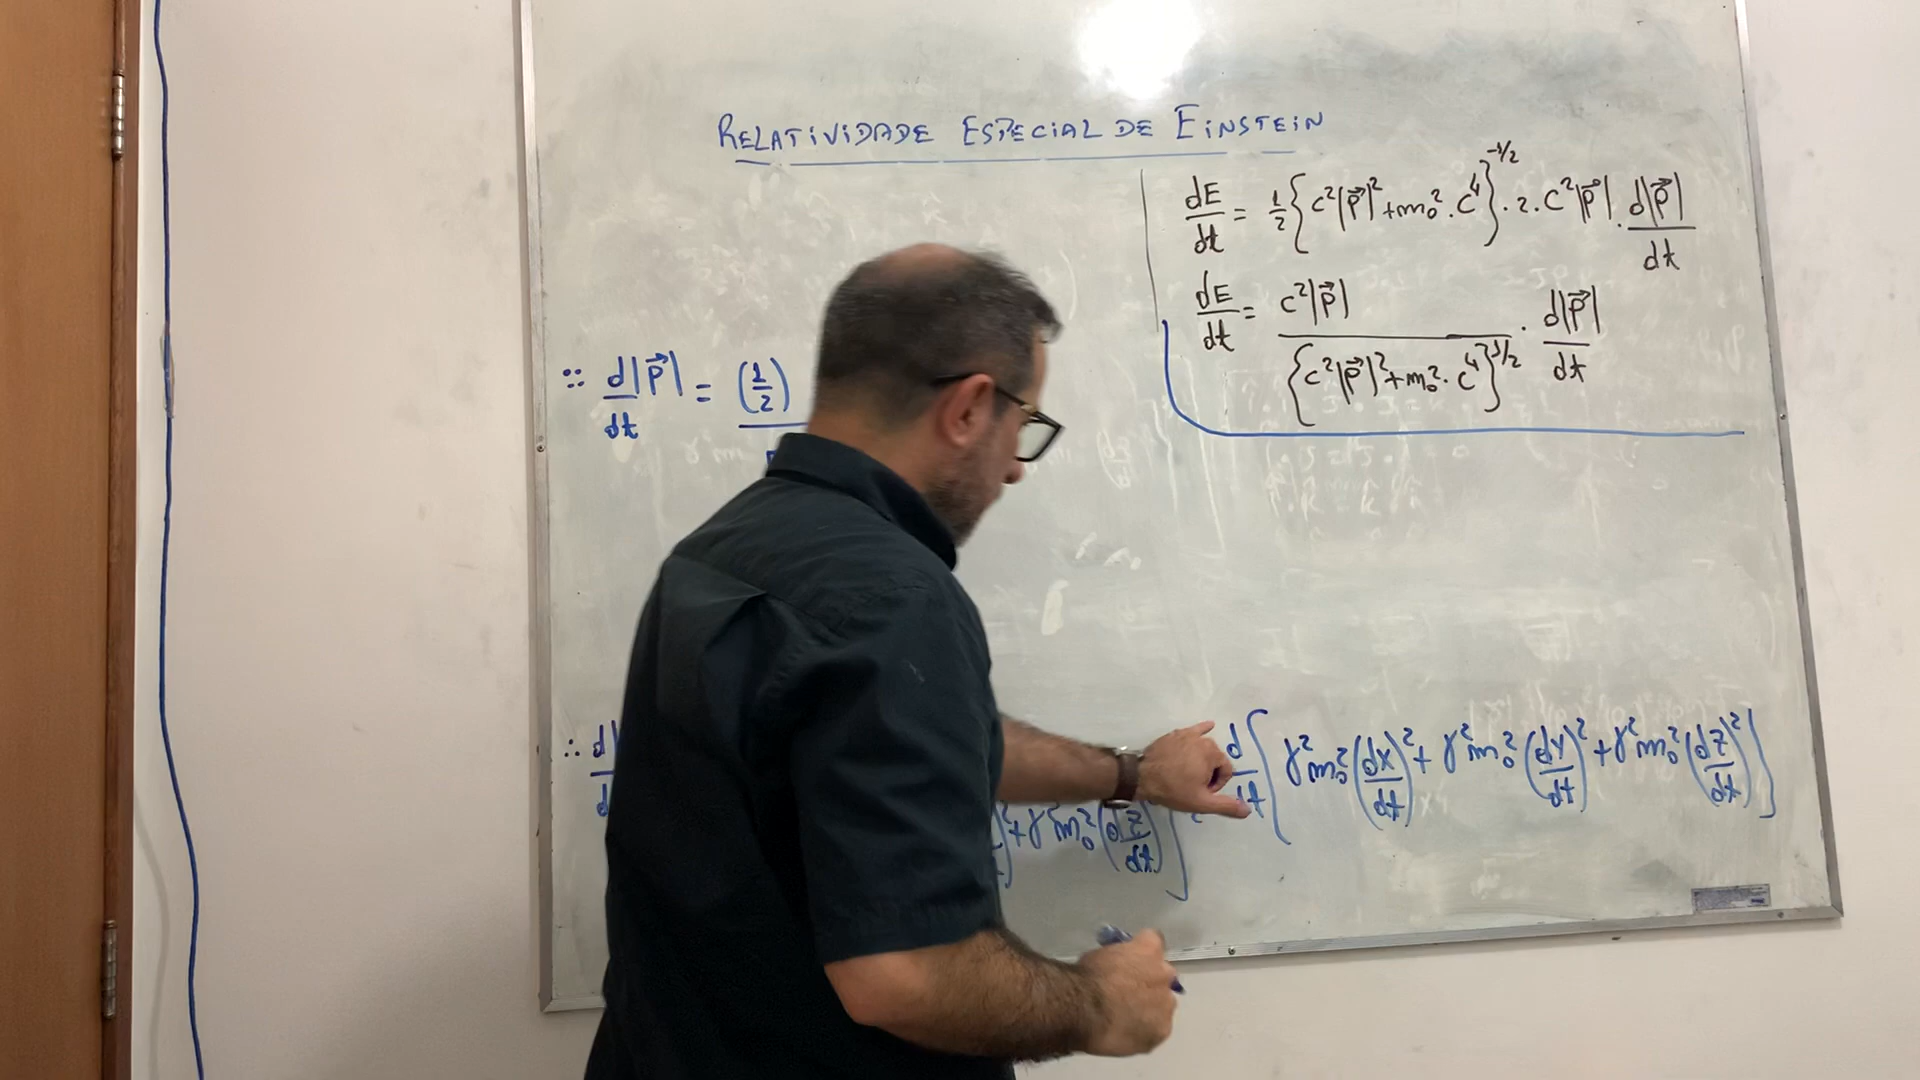 RELATIVIDADE ESPECIAL DE EINSTEIN
dE/dt = 1/2 {c²|p⃗|² + m₀².c⁴}^(-1/2) . 2 . c²|p⃗| . d|p⃗|/dt
dE/dt = c²|p⃗| / {c²|p⃗|² + m₀².c⁴}^(1/2) . d|p⃗|/dt
∵ d|p⃗|/dt = (1/2)
∴ d
d/dt [γ²m₀²(dx/dt)² + γ²m₀²(dy/dt)² + γ²m₀²(dz/dt)²]
+γ²m₀²(dz/dt)